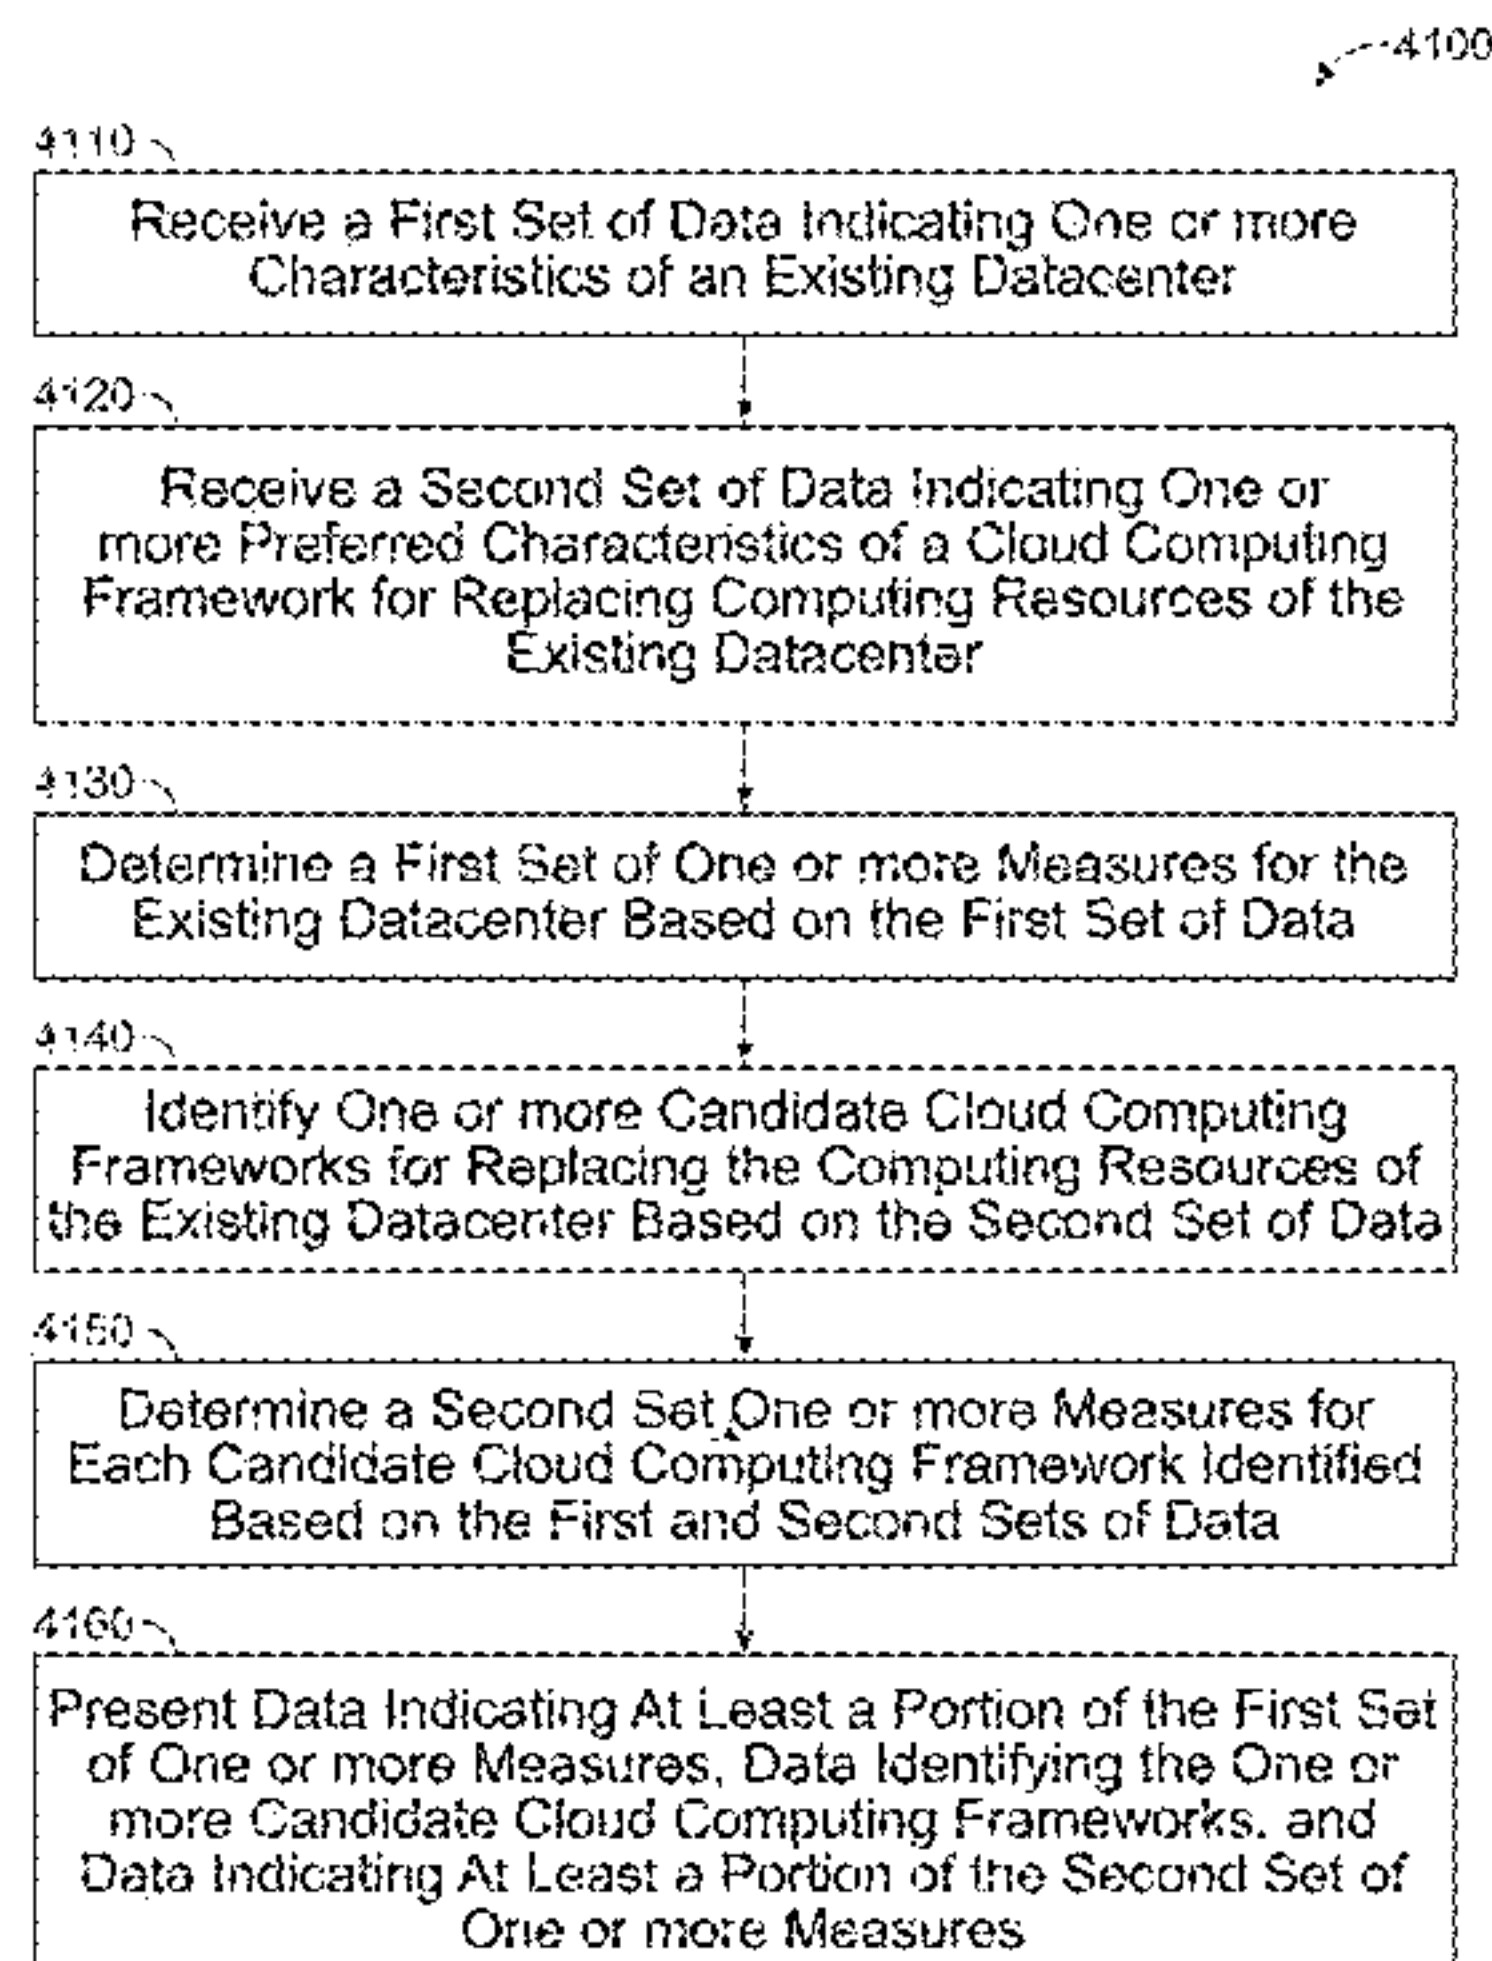 4100
4110
Receive a First Set of Data Indicating One or more
Characteristics of an Existing Datacenter
4120
Receive a Second Set of Data Indicating One or
more Preferred Characteristics of a Cloud Computing
Framework for Replacing Computing Resources of the
Existing Datacenter
4130
Determine a First Set of One or more Measures for the
Existing Datacenter Based on the First Set of Data
4140
Identify One or more Candidate Cloud Computing
Frameworks for Replacing the Computing Resources of
the Existing Datacenter Based on the Second Set of Data
4150
Determine a Second Set One or more Measures for
Each Candidate Cloud Computing Framework Identified
Based on the First and Second Sets of Data
4160
Present Data Indicating At Least a Portion of the First Set
of One or more Measures, Data Identifying the One or
more Candidate Cloud Computing Frameworks, and
Data Indicating At Least a Portion of the Second Set of
One or more Measures